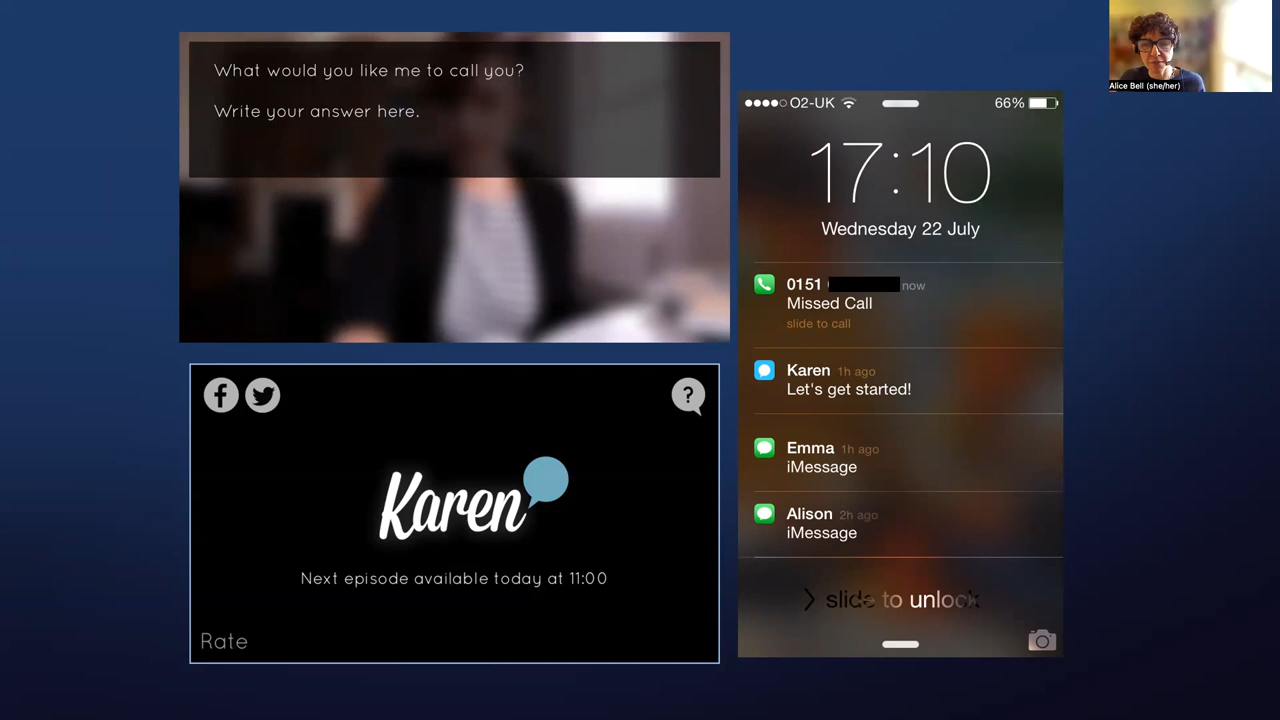 What would you like me to call you?
Write your answer here.
Karen
Next episode available today at 11:00
Rate
O2-UK
66%
17:10
Wednesday 22 July
0151 now
Missed Call
slide to call
Karen 1h ago
Let's get started!
Emma 1h ago
iMessage
Alison 2h ago
iMessage
slide to unlock
Alice Bell (she/her)